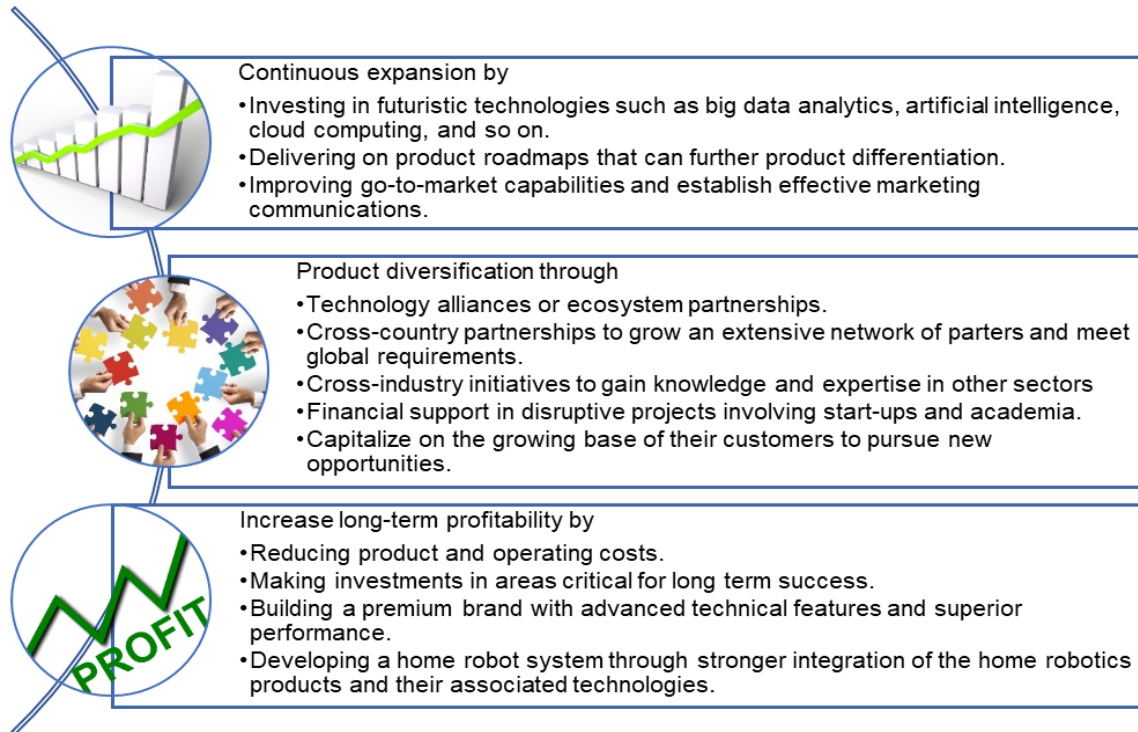 Continuous expansion by
•Investing in futuristic technologies such as big data analytics, artificial intelligence,
cloud computing, and so on.
•Delivering on product roadmaps that can further product differentiation.
•Improving go-to-market capabilities and establish effective marketing
communications.
Product diversification through
•Technology alliances or ecosystem partnerships.
•Cross-country partnerships to grow an extensive network of parters and meet
global requirements.
•Cross-industry initiatives to gain knowledge and expertise in other sectors
•Financial support in disruptive projects involving start-ups and academia.
•Capitalize on the growing base of their customers to pursue new
opportunities.
PROFIT
Increase long-term profitability by
•Reducing product and operating costs.
•Making investments in areas critical for long term success.
•Building a premium brand with advanced technical features and superior
performance.
•Developing a home robot system through stronger integration of the home robotics
products and their associated technologies.